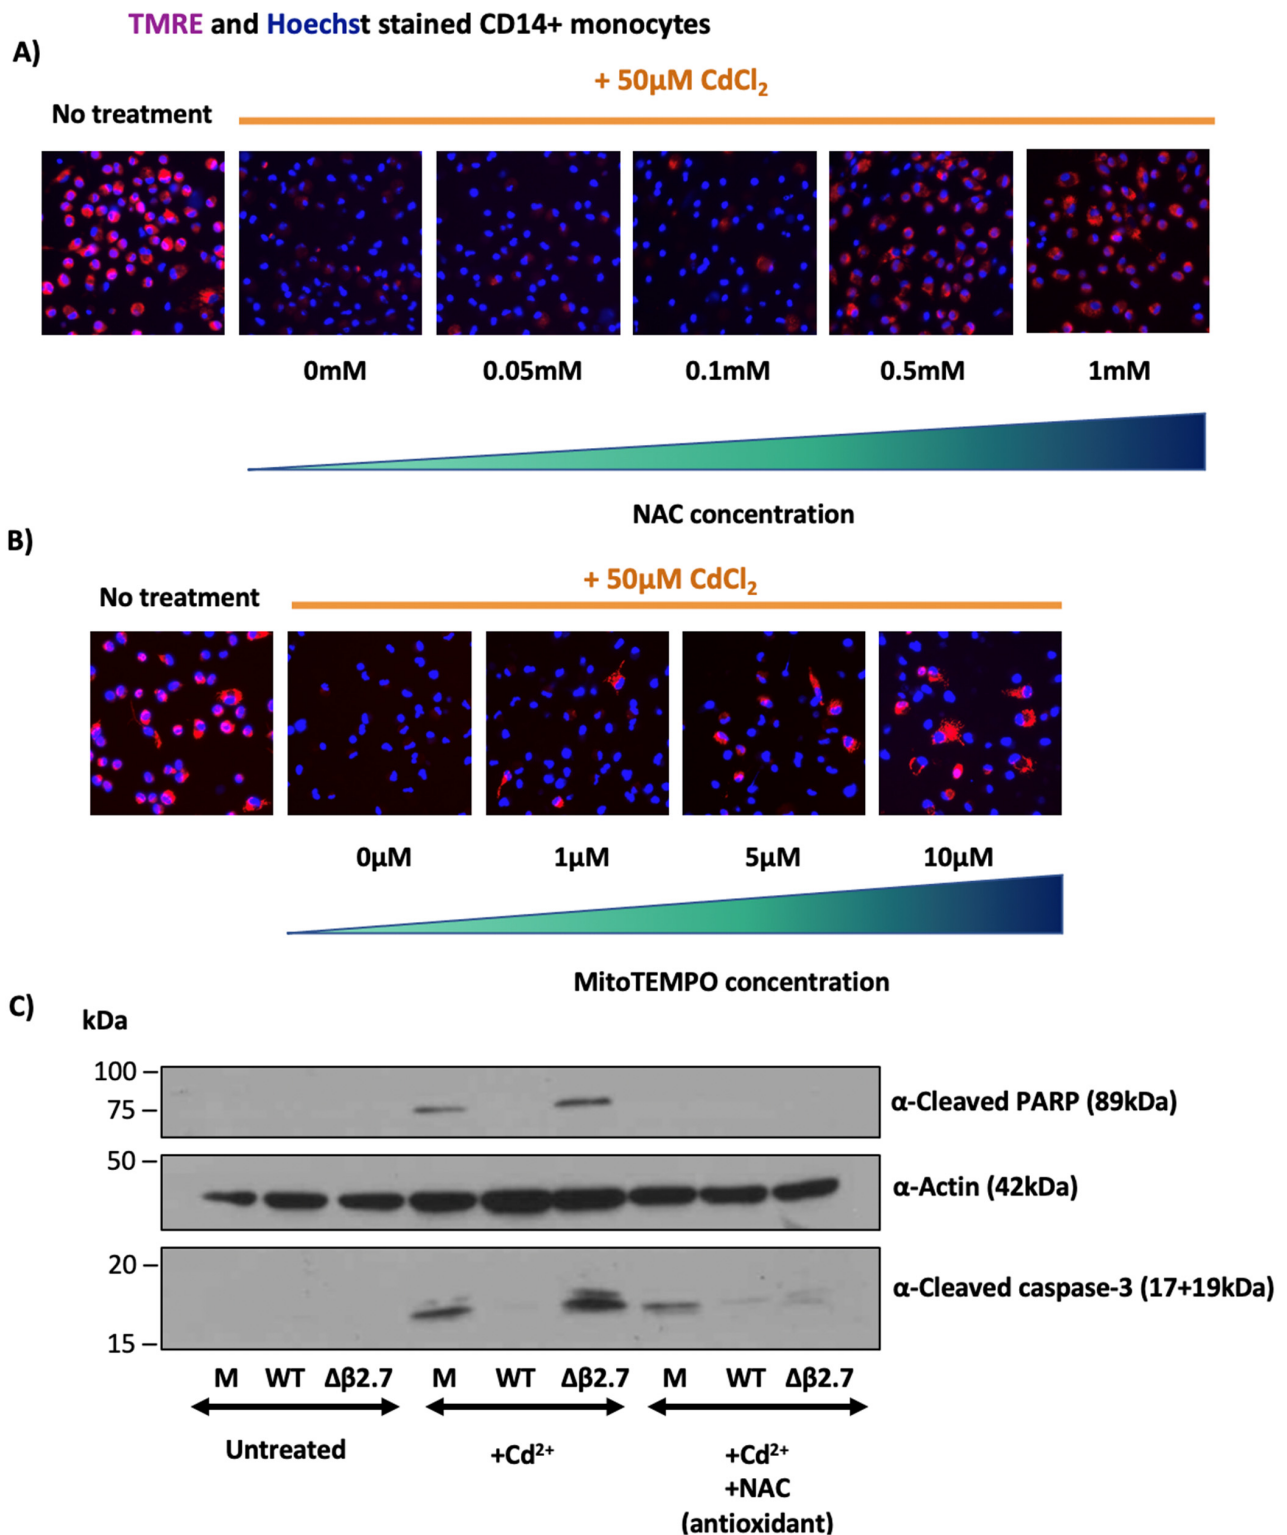 TMRE and Hoechst stained CD14+ monocytes
A)
+ 50µM CdCl₂
No treatment
0mM 0.05mM 0.1mM 0.5mM 1mM
NAC concentration
B)
+ 50µM CdCl₂
No treatment
0µM 1µM 5µM 10µM
MitoTEMPO concentration
C)
kDa
100
75
α-Cleaved PARP (89kDa)
50
α-Actin (42kDa)
20
α-Cleaved caspase-3 (17+19kDa)
15
M WT Δβ2.7 M WT Δβ2.7 M WT Δβ2.7
Untreated +Cd²⁺ +Cd²⁺
+NAC
(antioxidant)